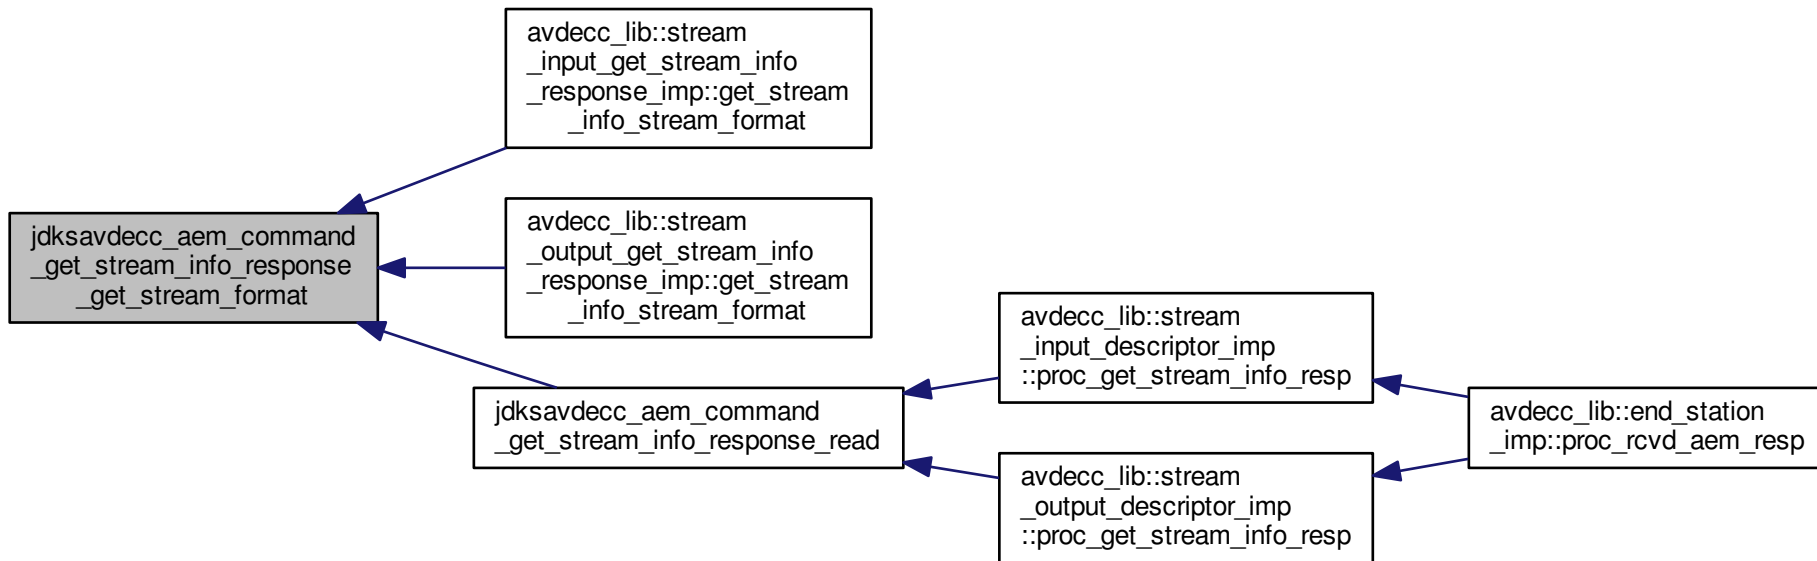 avdecc_lib::stream
_input_get_stream_info
_response_imp::get_stream
_info_stream_format
jdksavdecc_aem_command
_get_stream_info_response
_get_stream_format
avdecc_lib::stream
_output_get_stream_info
_response_imp::get_stream
_info_stream_format
jdksavdecc_aem_command
_get_stream_info_response_read
avdecc_lib::stream
_input_descriptor_imp
::proc_get_stream_info_resp
avdecc_lib::stream
_output_descriptor_imp
::proc_get_stream_info_resp
avdecc_lib::end_station
_imp::proc_rcvd_aem_resp